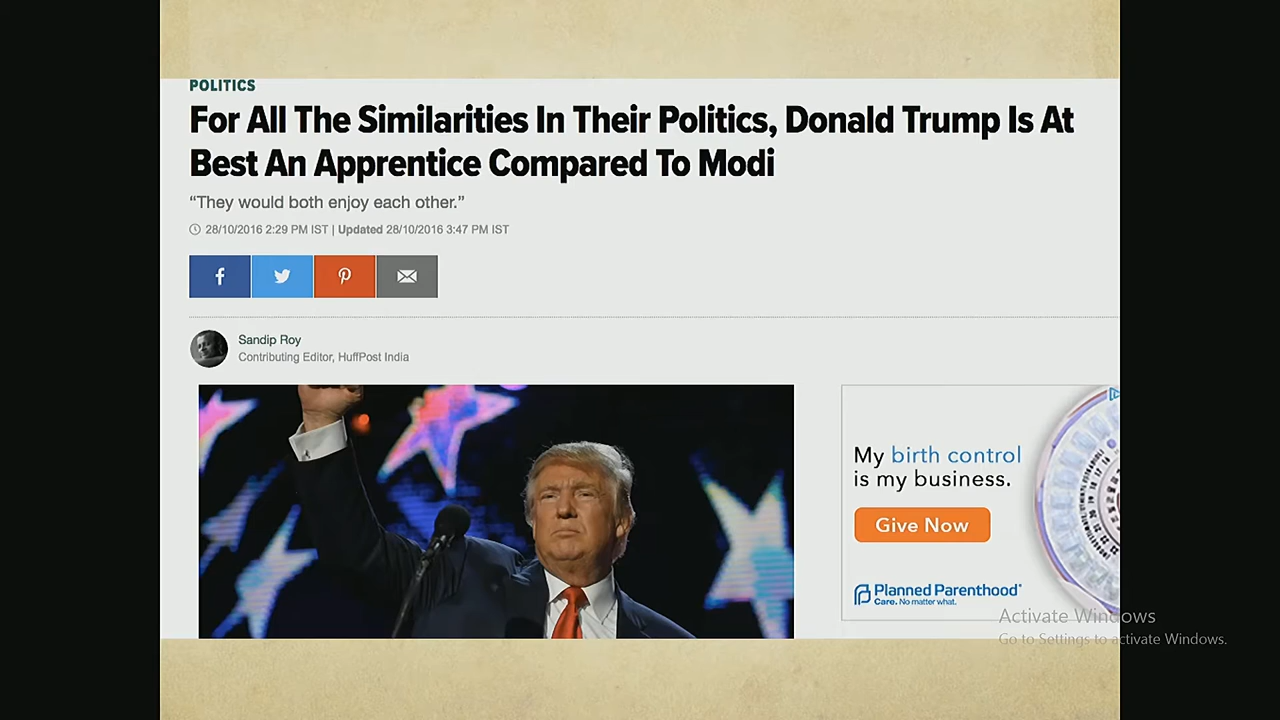 POLITICS
For All The Similarities In Their Politics, Donald Trump Is At
Best An Apprentice Compared To Modi
“They would both enjoy each other.”
28/10/2016 2:29 PM IST | Updated 28/10/2016 3:47 PM IST
Sandip Roy
Contributing Editor, HuffPost India
My birth control
is my business.
Give Now
Planned Parenthood®
Care. No matter what.
Activate Windows
Go to Settings to activate Windows.